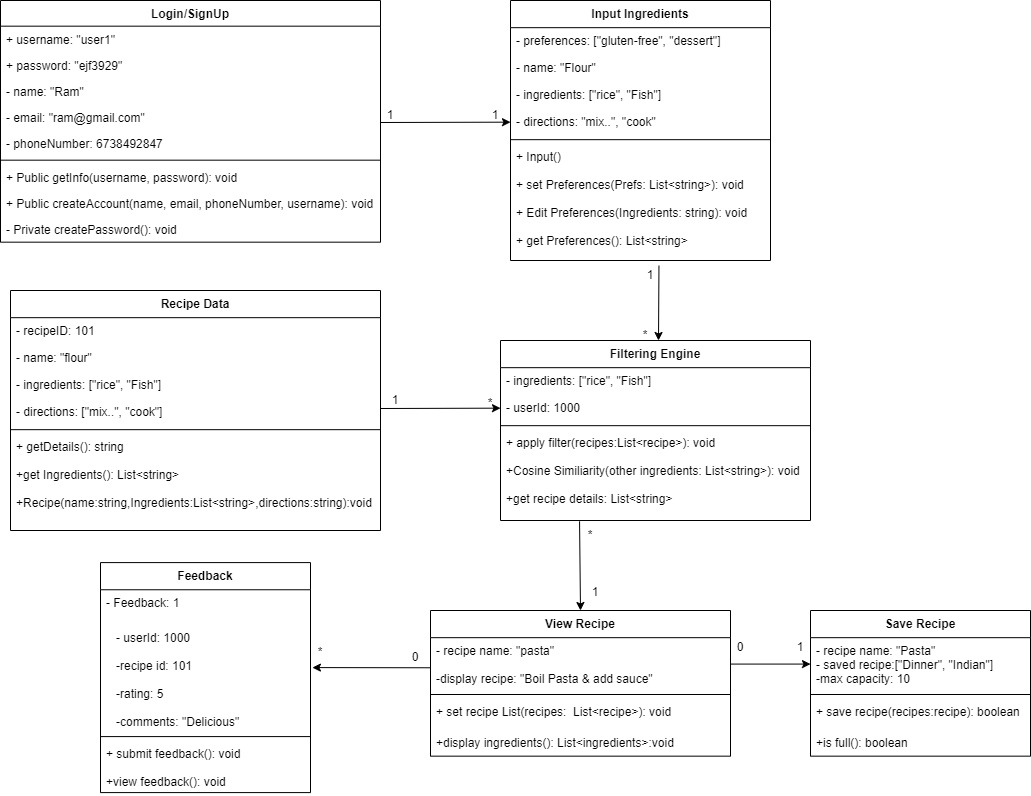 Login/SignUp
+ username: "user1"
+ password: "ejf3929"
- name: "Ram"
- email: "ram@gmail.com"
- phoneNumber: 6738492847
+ Public getInfo(username, password): void
+ Public createAccount(name, email, phoneNumber, username): void
- Private createPassword(): void
1
1
Input Ingredients
- preferences: ["gluten-free", "dessert"]
- name: "Flour"
- ingredients: ["rice", "Fish"]
- directions: "mix..", "cook"
+ Input()
+ set Preferences(Prefs: List<string>): void
+ Edit Preferences(Ingredients: string): void
+ get Preferences(): List<string>
1
*
Recipe Data
- recipeID: 101
- name: "flour"
- ingredients: ["rice", "Fish"]
- directions: ["mix..", "cook"]
+ getDetails(): string
+get Ingredients(): List<string>
+Recipe(name:string,Ingredients:List<string>,directions:string):void
1
*
Filtering Engine
- ingredients: ["rice", "Fish"]
- userId: 1000
+ apply filter(recipes:List<recipe>): void
+Cosine Similiarity(other ingredients: List<string>): void
+get recipe details: List<string>
*
1
Feedback
- Feedback: 1
- userId: 1000
-recipe id: 101
-rating: 5
-comments: "Delicious"
+ submit feedback(): void
+view feedback(): void
*
0
View Recipe
- recipe name: "pasta"
-display recipe: "Boil Pasta & add sauce"
+ set recipe List(recipes:  List<recipe>): void
+display ingredients(): List<ingredients>:void
0
1
Save Recipe
- recipe name: "Pasta"
- saved recipe:["Dinner", "Indian"]
-max capacity: 10
+ save recipe(recipes:recipe): boolean
+is full(): boolean